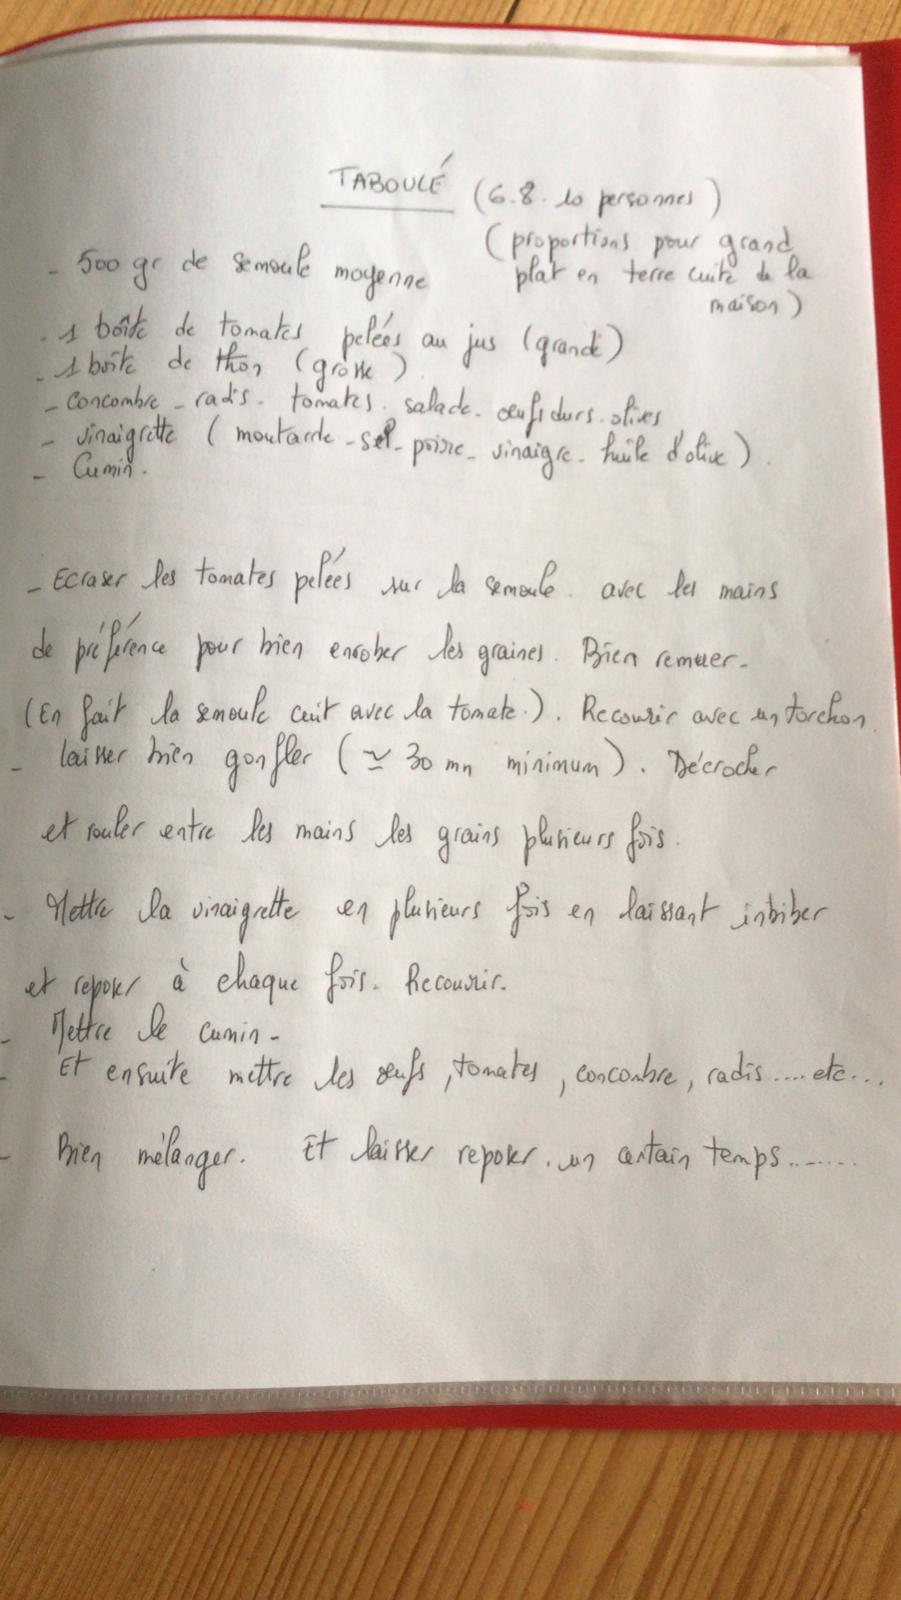 TABOULÉ (6.8.10 personnes)
(proportions pour grand
- 500 gr de semoule moyenne plat en terre cuite de la
maison)
- 1 boîte de tomates pelées au jus (grande)
- 1 boîte de thon (grosse)
- concombre - radis - tomates - salade - œufs durs - olives
- vinaigrette (moutarde - sel - poivre - vinaigre - huile d'olive).
- Cumin.
- Ecraser les tomates pelées sur la semoule. avec les mains
de préférence pour bien enrober les graines. Bien remuer.
(En fait la semoule cuit avec la tomate.). Recouvrir avec un torchon.
- laisser bien gonfler (≃ 30 mn minimum). Décrocher
et rouler entre les mains les grains plusieurs fois.
- Mettre la vinaigrette en plusieurs fois en laissant imbiber
et reposer à chaque fois. Recouvrir.
- Mettre le cumin -
- Et ensuite mettre les œufs, tomates, concombre, radis.....etc...
- Bien mélanger. Et laisser reposer. un certain temps.......